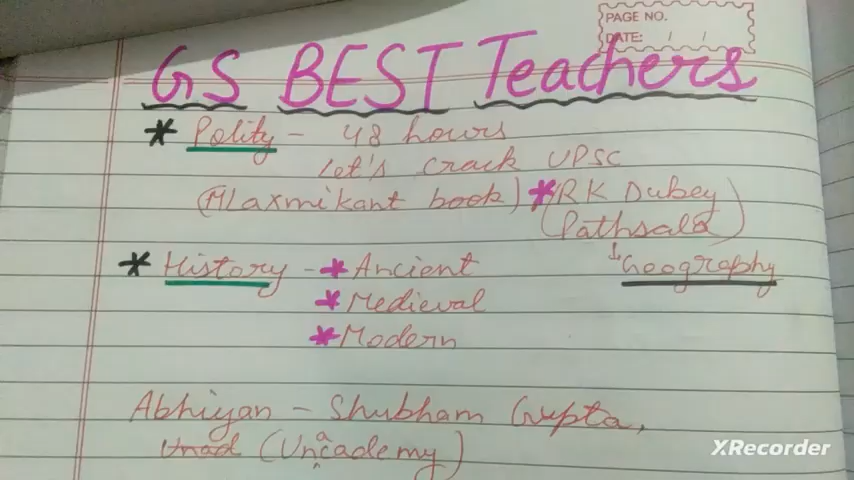 PAGE NO.
DATE: / /
GS BEST Teachers
* Polity - 48 hours
Let's crack UPSC
(MLaxmikant book) * (RK Dubey
(Pathsala)
↳ Geography
* History - * Ancient
* Medieval
* Modern
Abhiyan - Shubham Gupta,
Unad (Unacademy)
XRecorder